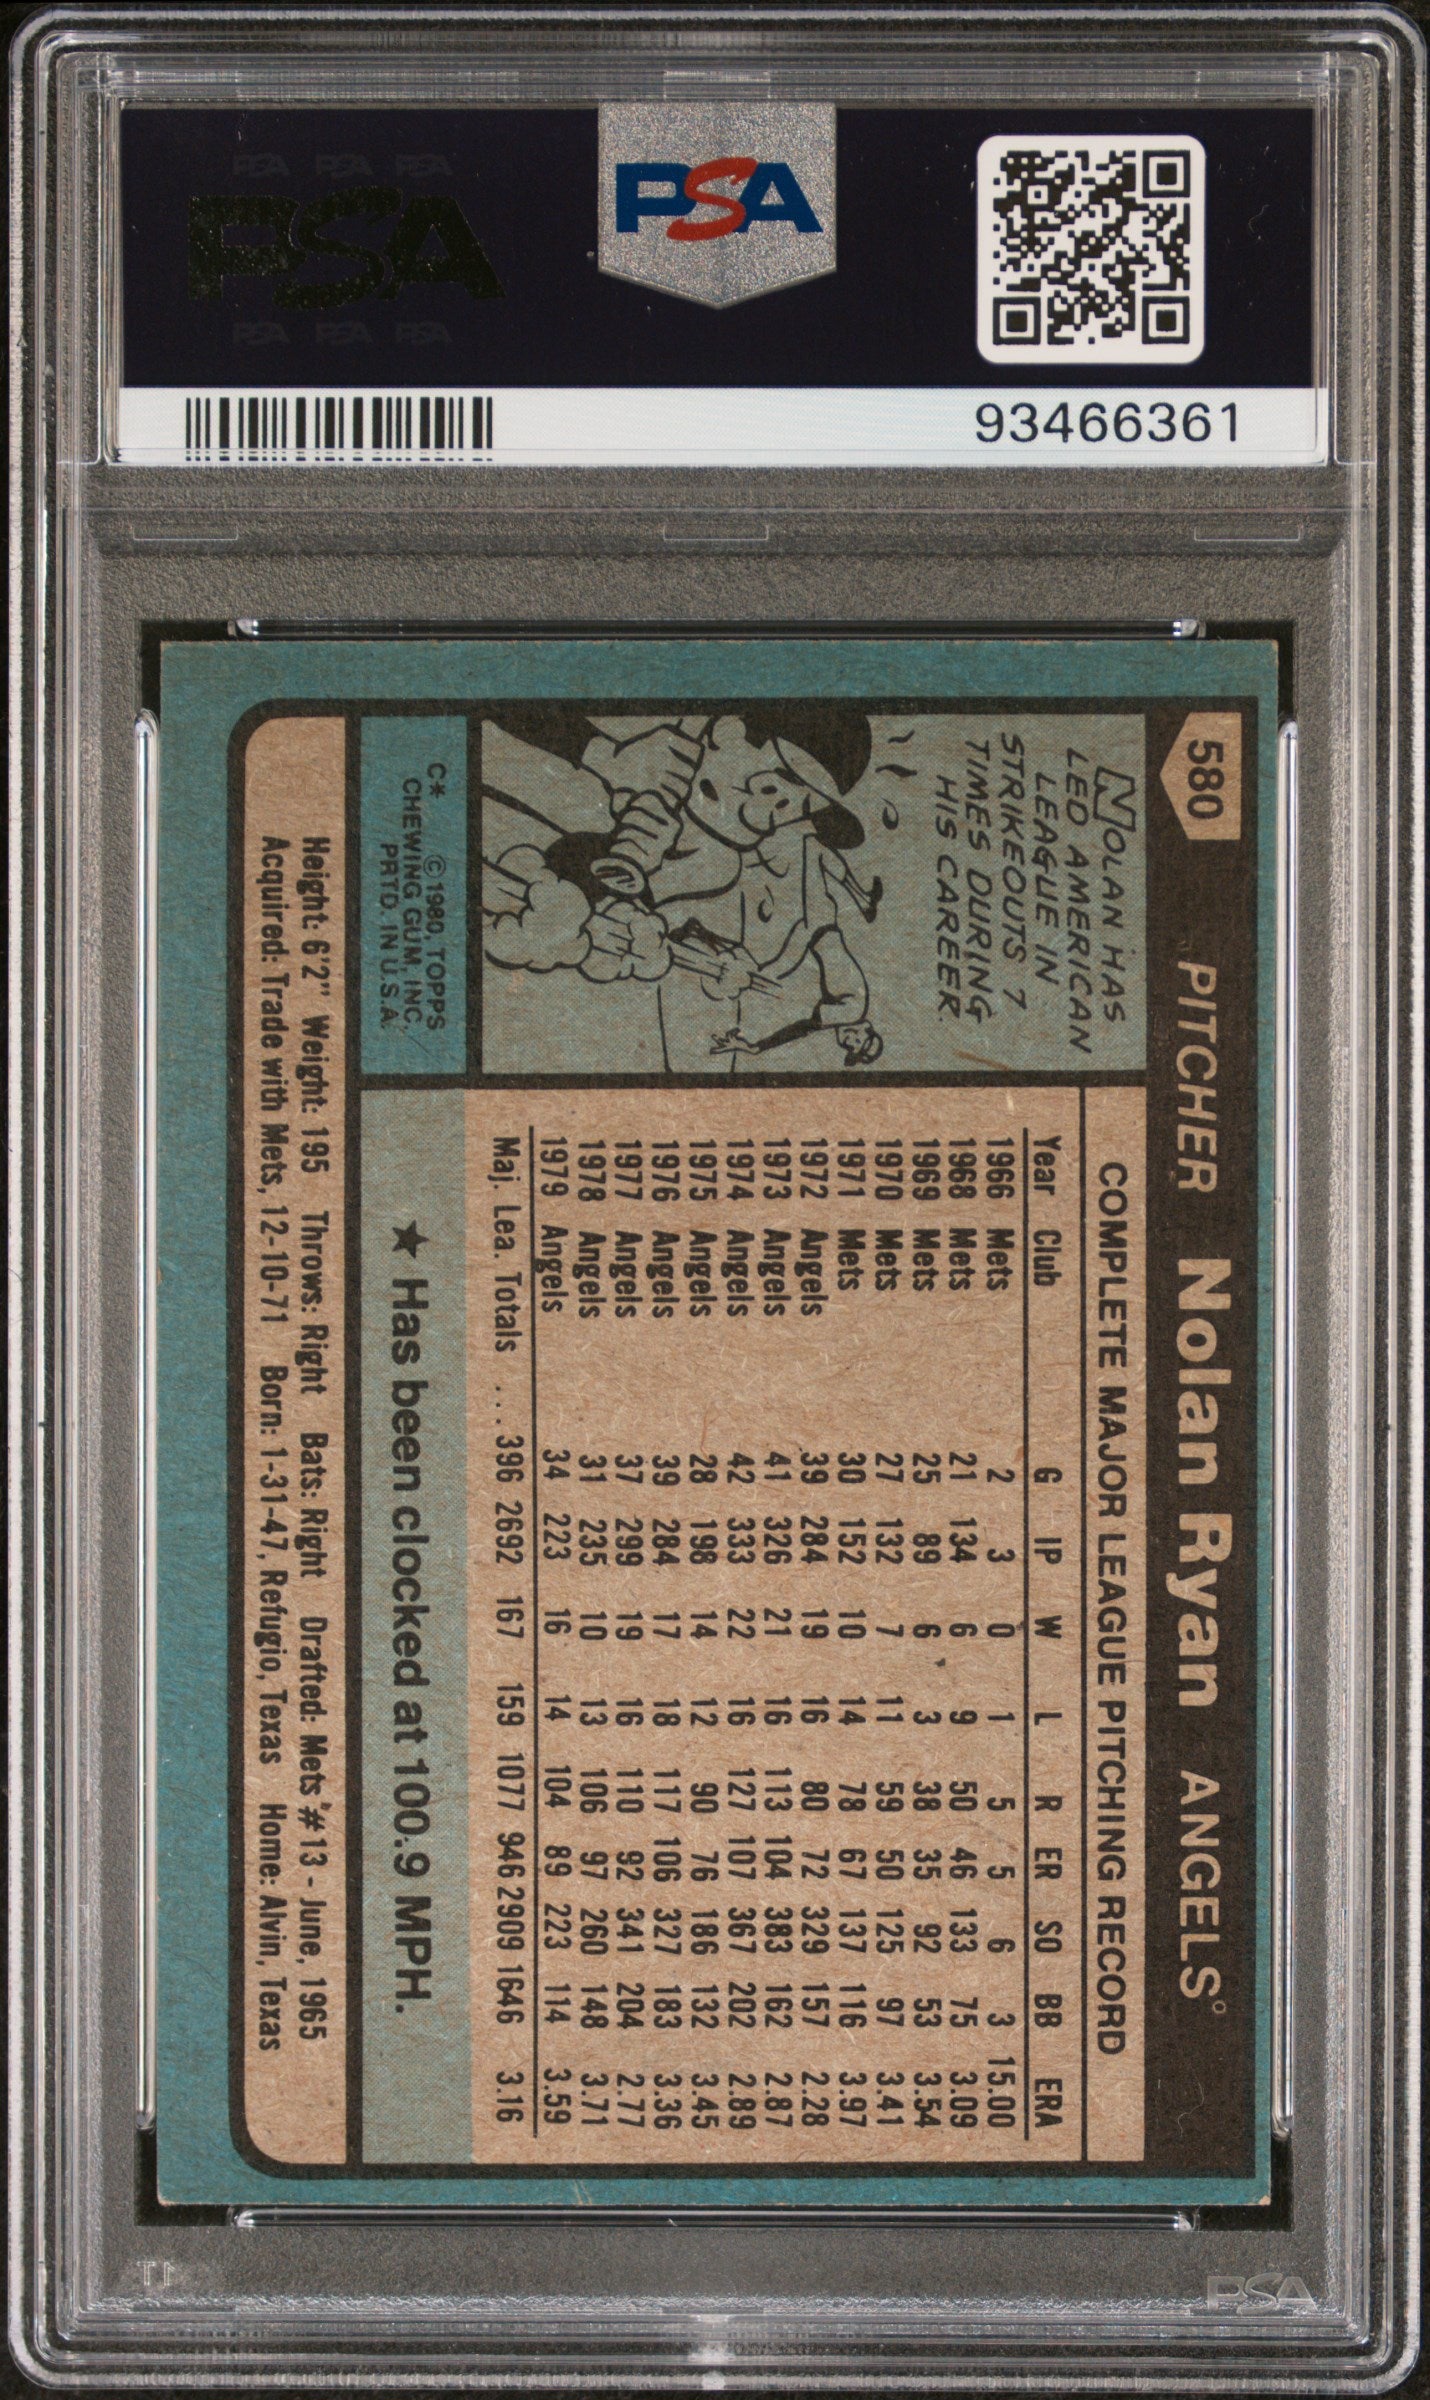 PSA PSA PSA
PSA
PSA PSA PSA
PSA
93466361
580 PITCHER Nolan Ryan ANGELS°
NOLAN HAS
LED AMERICAN
LEAGUE IN
STRIKEOUTS 7
TIMES DURING
HIS CAREER.
C* © 1980, TOPPS
CHEWING GUM, INC.
PRTD. IN U.S.A.
COMPLETE MAJOR LEAGUE PITCHING RECORD
Year Club G IP W L R ER SO BB ERA
1966 Mets 2 3 0 1 5 5 6 3 15.00
1968 Mets 21 134 6 9 50 46 133 75 3.09
1969 Mets 25 89 6 3 38 35 92 53 3.54
1970 Mets 27 132 7 11 59 50 125 97 3.41
1971 Mets 30 152 10 14 78 67 137 116 3.97
1972 Angels 39 284 19 16 80 72 329 157 2.28
1973 Angels 41 326 21 16 113 104 383 162 2.87
1974 Angels 42 333 22 16 127 107 367 202 2.89
1975 Angels 28 198 14 12 90 76 186 132 3.45
1976 Angels 39 284 17 18 117 106 327 183 3.36
1977 Angels 37 299 19 16 110 92 341 204 2.77
1978 Angels 31 235 10 13 106 97 260 148 3.71
1979 Angels 34 223 16 14 104 89 223 114 3.59
Maj. Lea. Totals ... 396 2692 167 159 1077 946 2909 1646 3.16
★ Has been clocked at 100.9 MPH.
Height: 6'2" Weight: 195 Throws: Right Bats: Right Drafted: Mets #13 - June, 1965
Acquired: Trade with Mets, 12-10-71 Born: 1-31-47, Refugio, Texas Home: Alvin, Texas
PSA